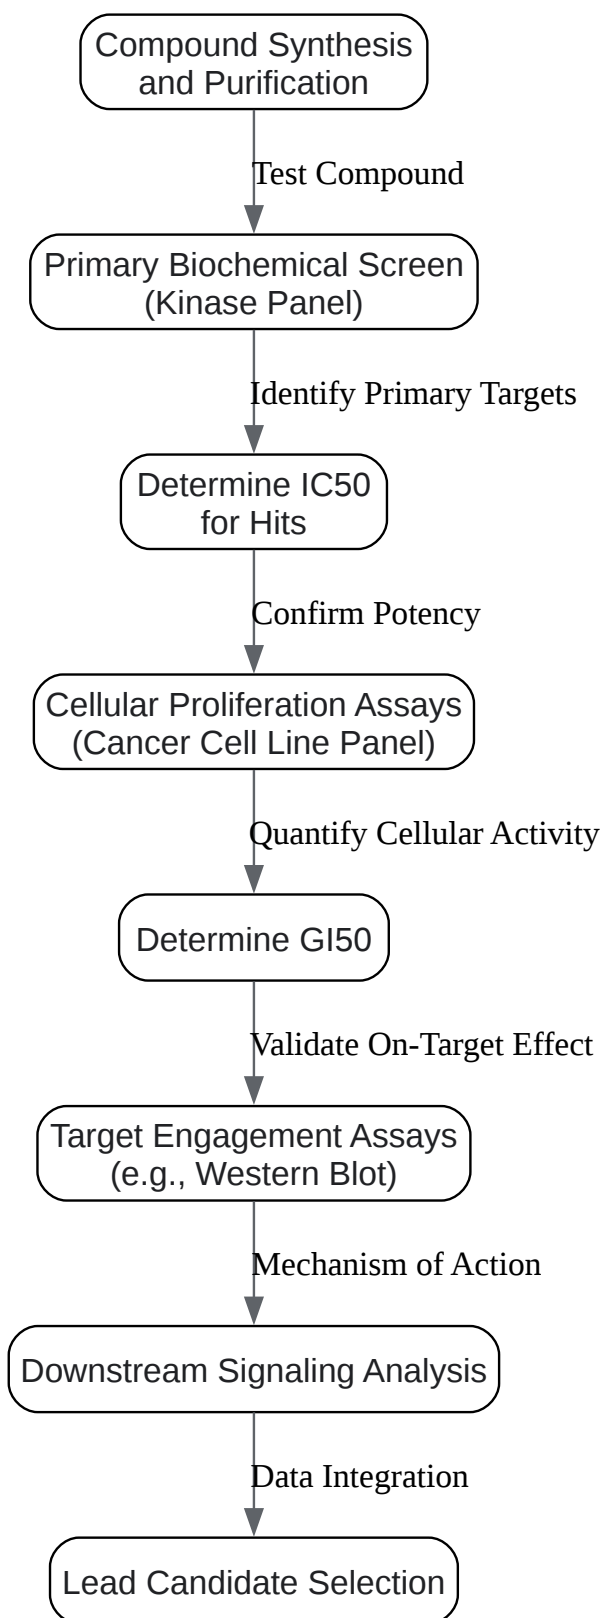 Compound Synthesis
and Purification
Test Compound
Primary Biochemical Screen
(Kinase Panel)
Identify Primary Targets
Determine IC50
for Hits
Confirm Potency
Cellular Proliferation Assays
(Cancer Cell Line Panel)
Quantify Cellular Activity
Determine GI50
Validate On-Target Effect
Target Engagement Assays
(e.g., Western Blot)
Mechanism of Action
Downstream Signaling Analysis
Data Integration
Lead Candidate Selection